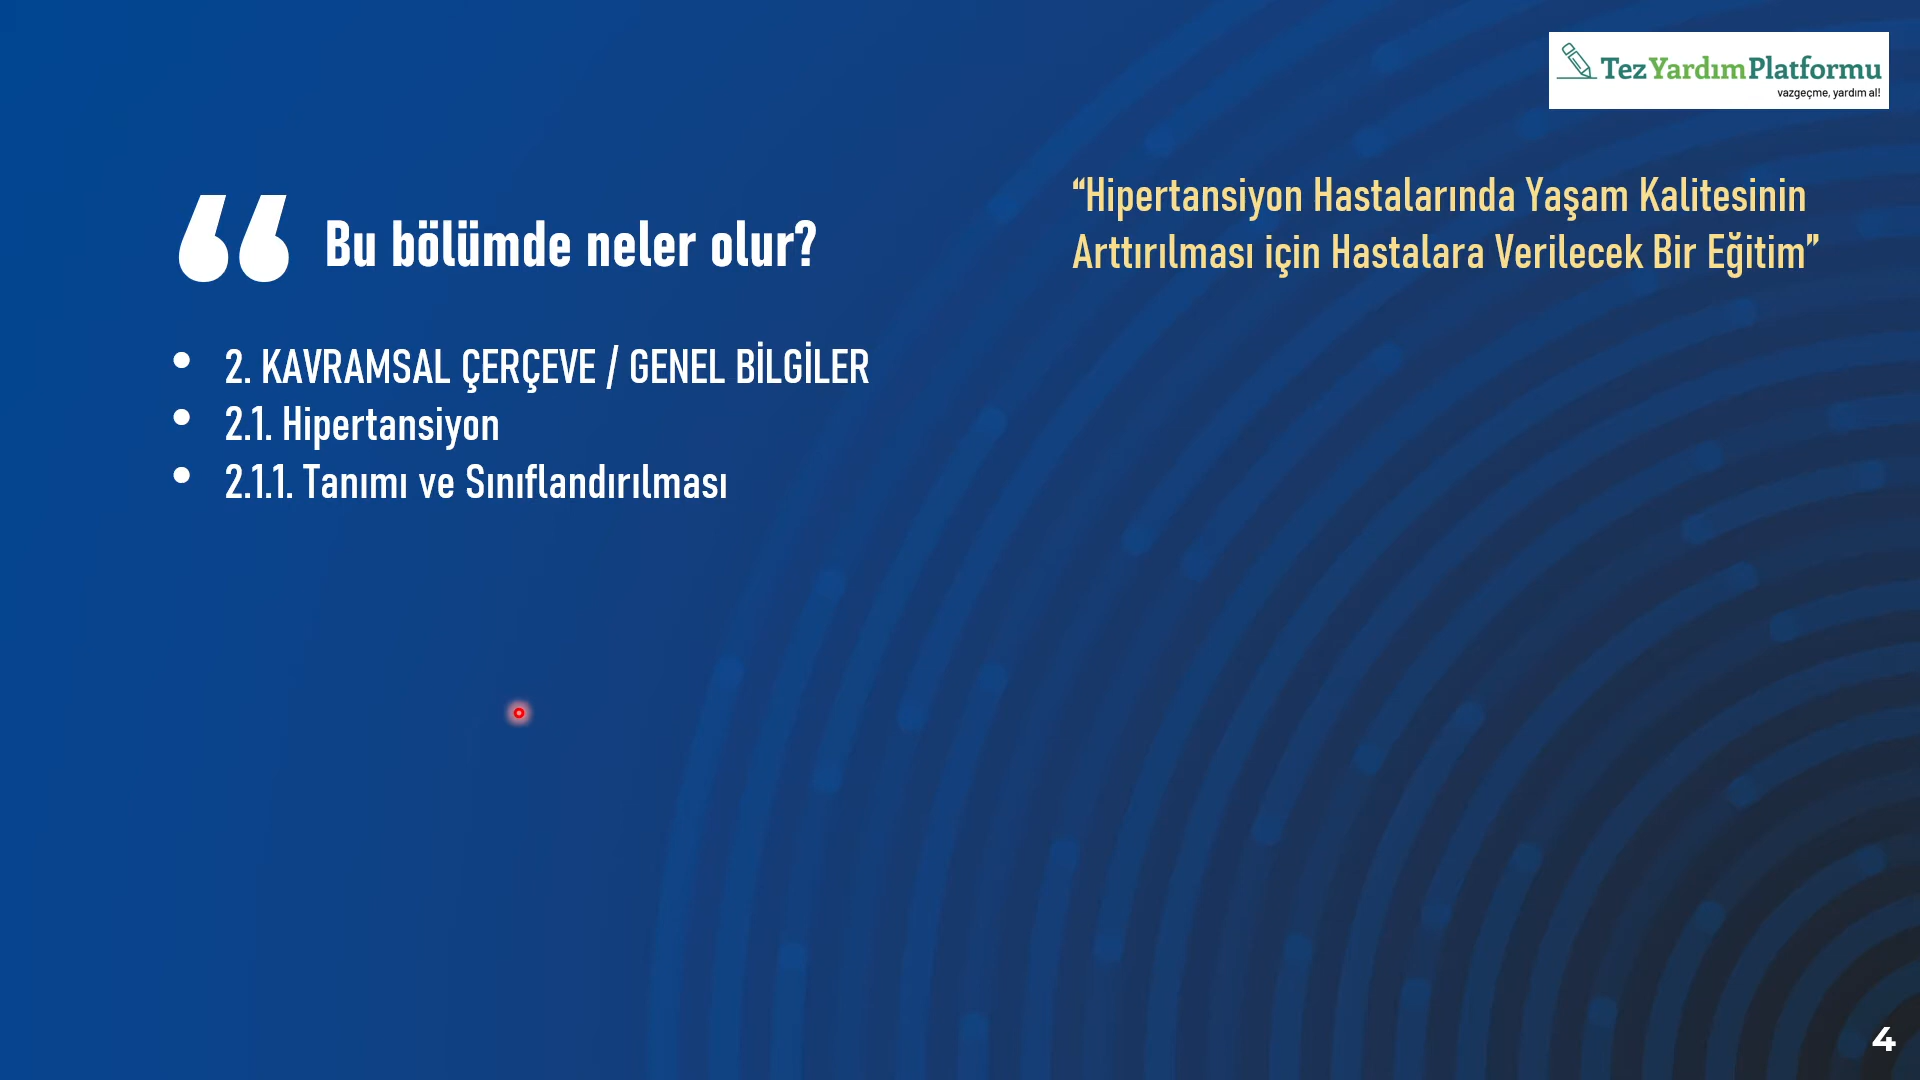 TezYardımPlatformu
vazgeçme, yardım al!
“Hipertansiyon Hastalarında Yaşam Kalitesinin
Arttırılması için Hastalara Verilecek Bir Eğitim”
“ Bu bölümde neler olur?
• 2. KAVRAMSAL ÇERÇEVE / GENEL BİLGİLER
• 2.1. Hipertansiyon
• 2.1.1. Tanımı ve Sınıflandırılması
4